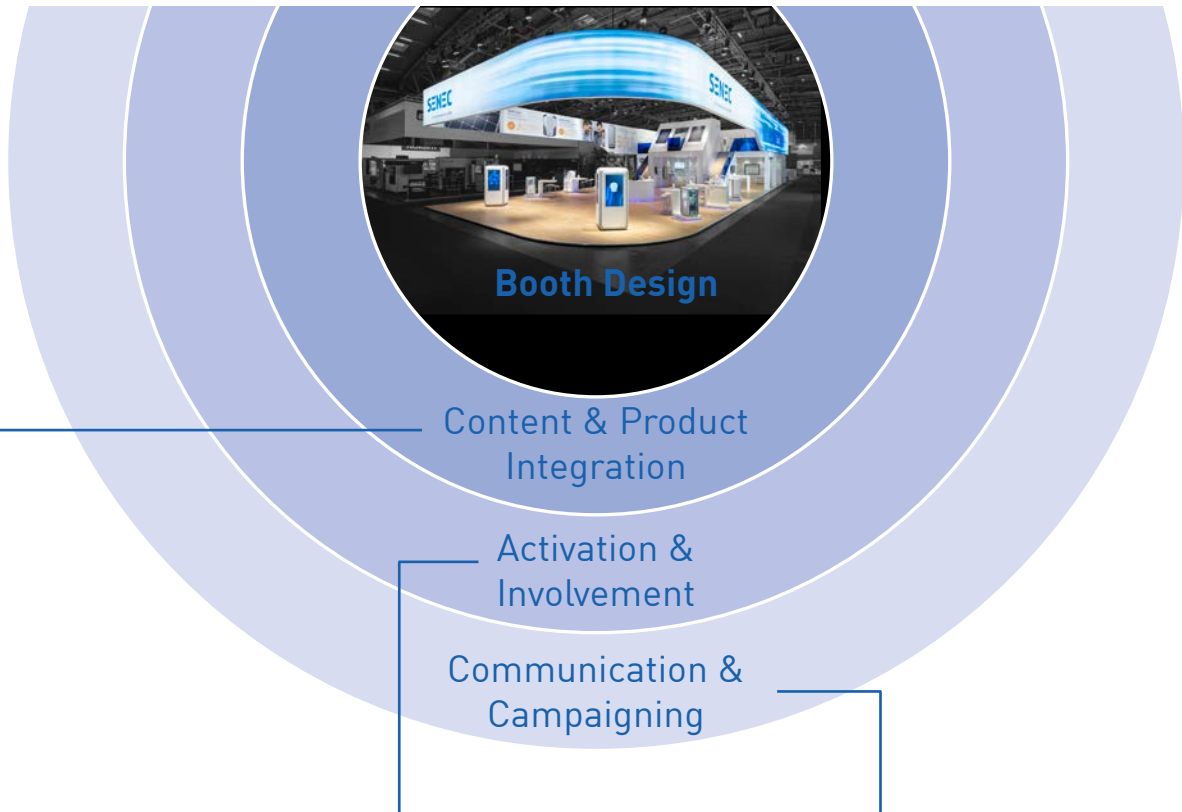 SENEC
SENEC
Booth Design
Content & Product
Integration
Activation &
Involvement
Communication &
Campaigning